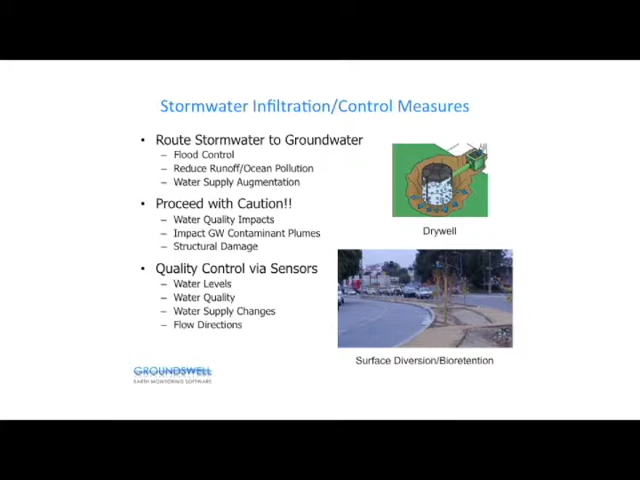 Stormwater Infiltration/Control Measures
• Route Stormwater to Groundwater
– Flood Control
– Reduce Runoff/Ocean Pollution
– Water Supply Augmentation
• Proceed with Caution!!
– Water Quality Impacts
– Impact GW Contaminant Plumes
– Structural Damage
• Quality Control via Sensors
– Water Levels
– Water Quality
– Water Supply Changes
– Flow Directions
Drywell
Surface Diversion/Bioretention
GROUNDSWELL
EARTH MONITORING SOFTWARE